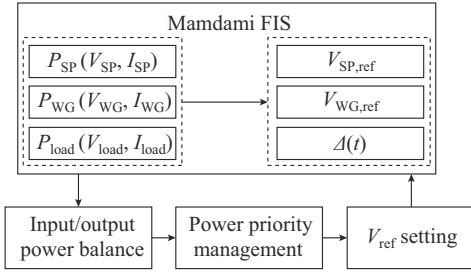 Mamdami FIS
P_SP (V_SP, I_SP)
V_SP,ref
P_WG (V_WG, I_WG)
V_WG,ref
P_load (V_load, I_load)
Δ(t)
Input/output
power balance
Power priority
management
V_ref setting